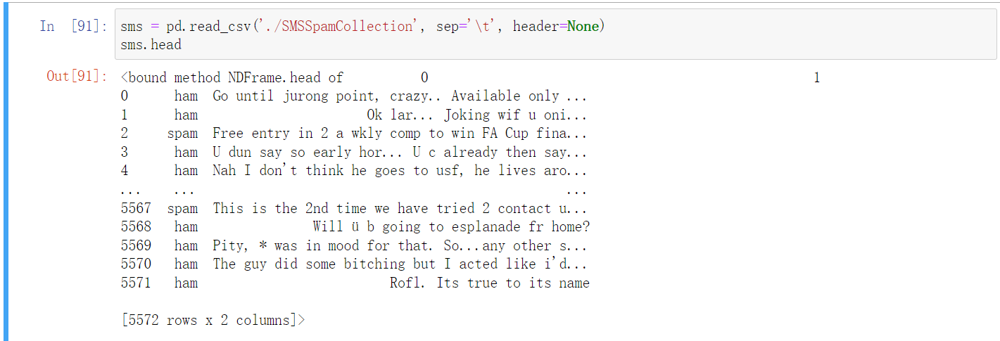 In [91]: sms = pd.read_csv('./SMSSpamCollection', sep='\t', header=None)
sms.head
Out[91]: <bound method NDFrame.head of 0 1
0 ham Go until jurong point, crazy.. Available only ...
1 ham Ok lar... Joking wif u oni...
2 spam Free entry in 2 a wkly comp to win FA Cup fina...
3 ham U dun say so early hor... U c already then say...
4 ham Nah I don't think he goes to usf, he lives aro...
... ... ...
5567 spam This is the 2nd time we have tried 2 contact u...
5568 ham Will ü b going to esplanade fr home?
5569 ham Pity, * was in mood for that. So...any other s...
5570 ham The guy did some bitching but I acted like i'd...
5571 ham Rofl. Its true to its name
[5572 rows x 2 columns]>